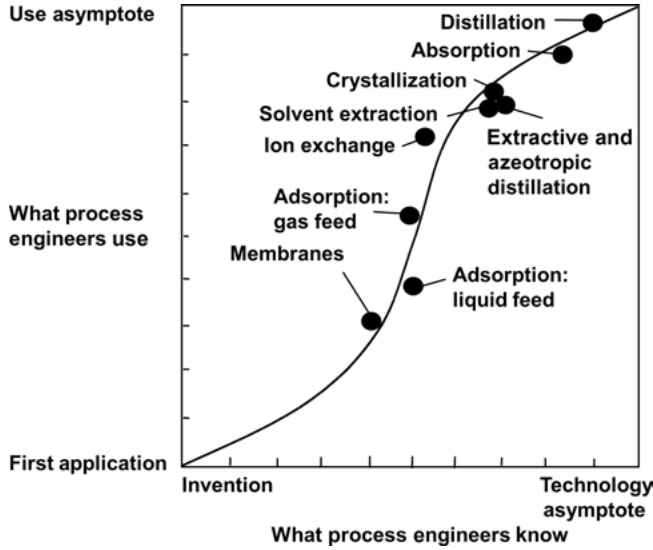 Use asymptote
Distillation
Absorption
Crystallization
Solvent extraction
Ion exchange
Extractive and
azeotropic
distillation
Adsorption:
gas feed
What process
engineers use
Membranes
Adsorption:
liquid feed
First application
Invention
Technology
asymptote
What process engineers know